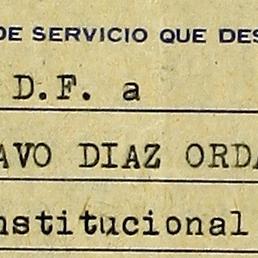 DE SERVICIO QUE DES
D.F. a
AVO DIAZ ORDA
nstitucional